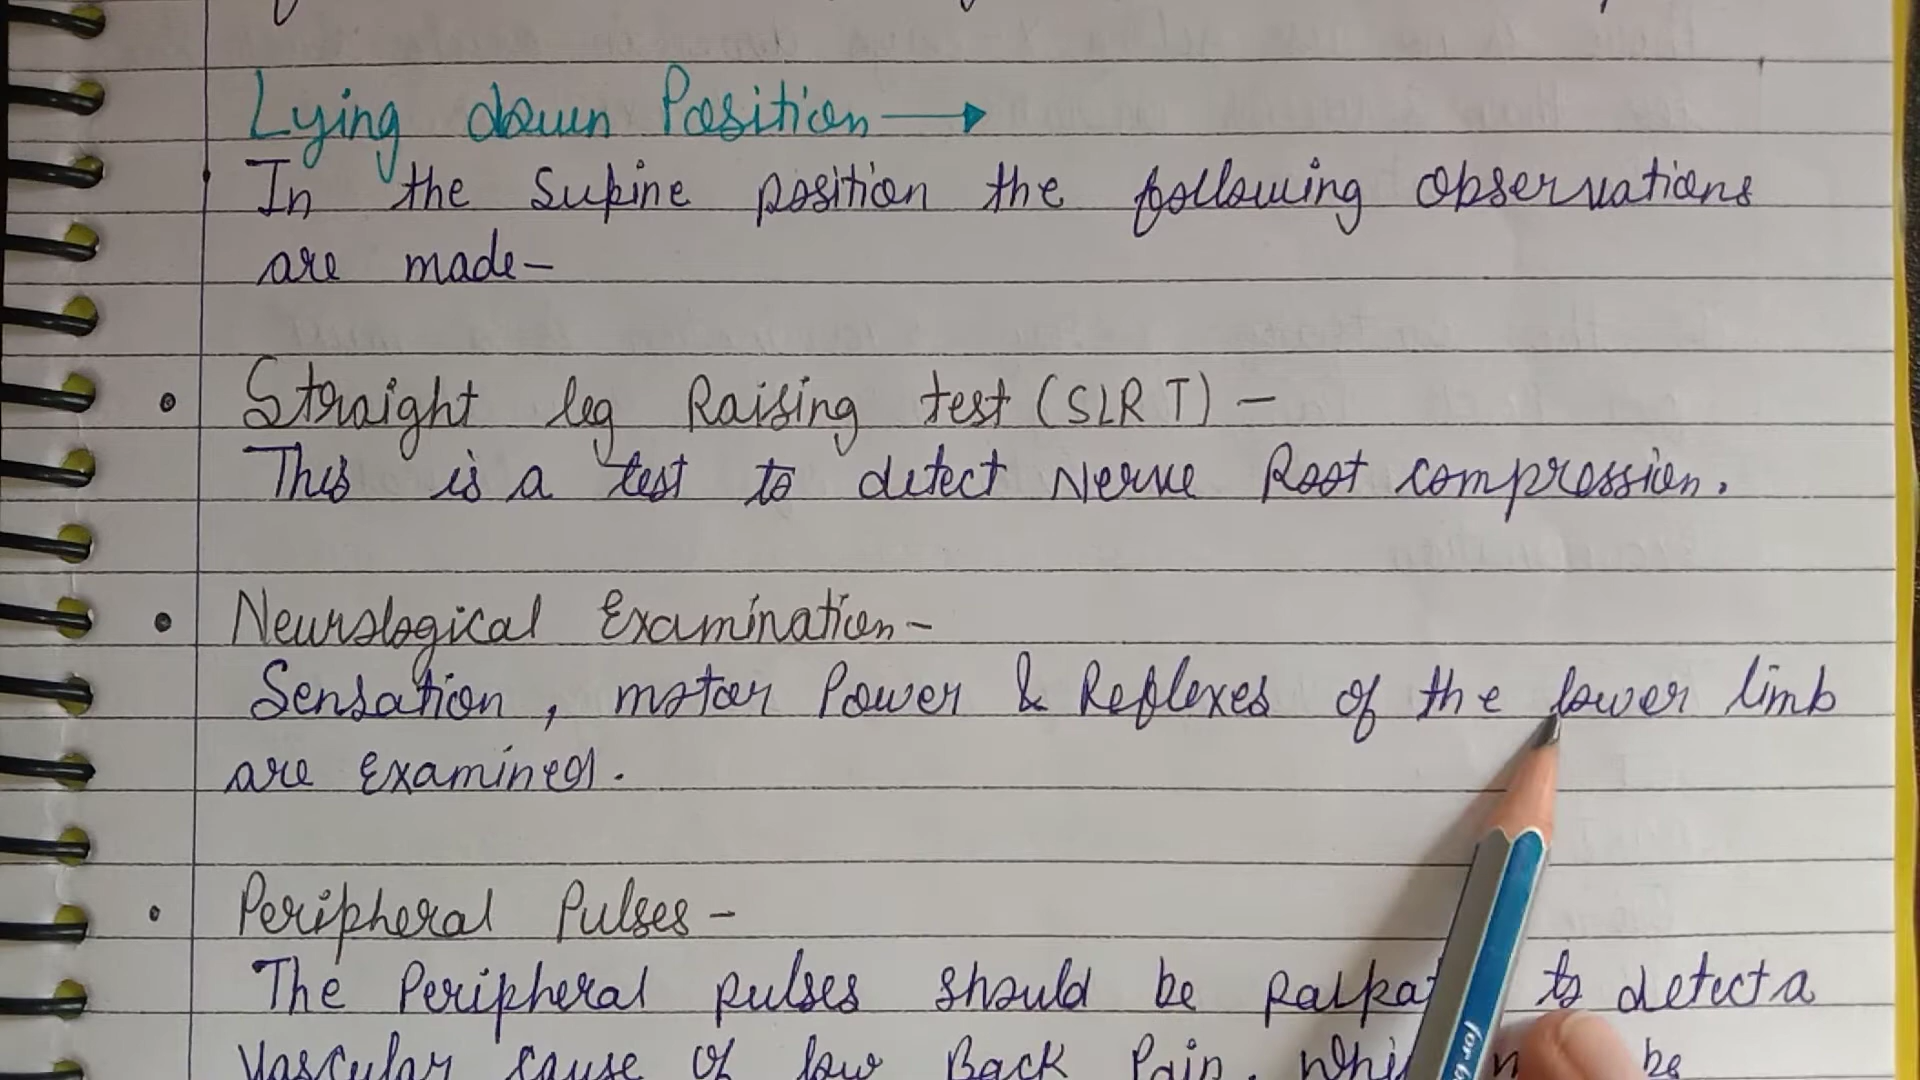 Lying down Position →
In the Supine position the following Observations
are made-
• Straight leg Raising test (SLRT) -
This is a test to detect Nerve Root compression.
• Neurological Examination-
Sensation, motor Power & Reflexes of the lower limb
are Examined.
• Peripheral Pulses -
The Peripheral pulses should be to detect a
Vascular cause of low Back Pain. be
(for b